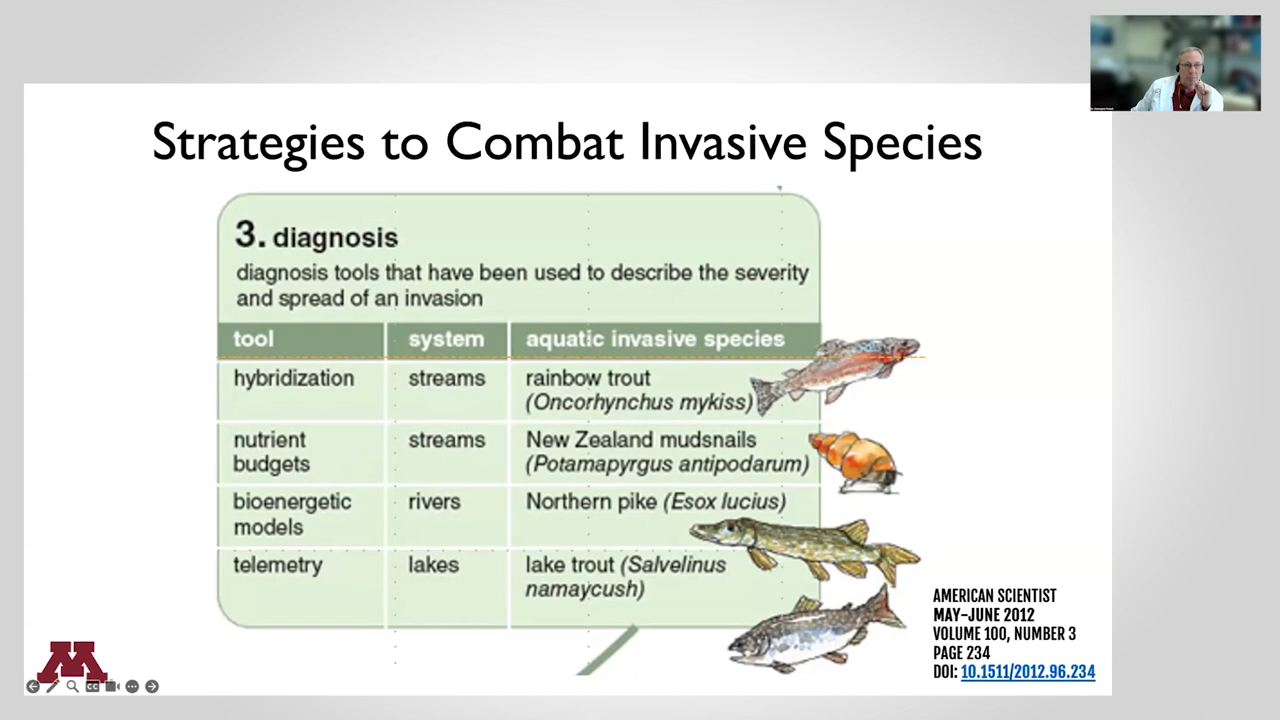 Strategies to Combat Invasive Species
3. diagnosis
diagnosis tools that have been used to describe the severity
and spread of an invasion
tool system aquatic invasive species
hybridization streams rainbow trout
(Oncorhynchus mykiss)
nutrient streams New Zealand mudsnails
budgets (Potamapyrgus antipodarum)
bioenergetic rivers Northern pike (Esox lucius)
models
telemetry lakes lake trout (Salvelinus
namaycush)
AMERICAN SCIENTIST
MAY–JUNE 2012
VOLUME 100, NUMBER 3
PAGE 234
DOI: 10.1511/2012.96.234
M
CC